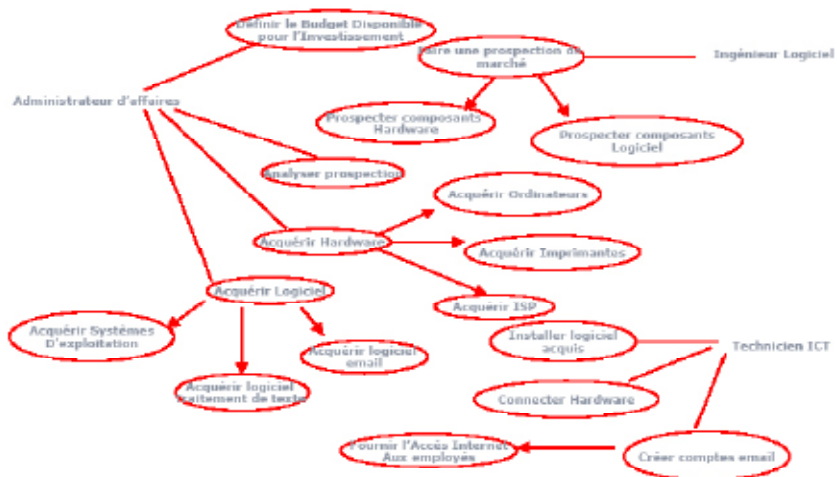 Définir le Budget Disponible
pour l'Investissement
Faire une prospection de
marché
Ingénieur Logiciel
Administrateur d'affaires
Prospecter composants
Hardware
Prospecter composants
Logiciel
Analyser prospection
Acquérir Ordinateurs
Acquérir Hardware
Acquérir Imprimantes
Acquérir Logiciel
Acquérir ISP
Acquérir Systèmes
D'exploitation
Installer logiciel
acquis
Technicien ICT
Acquérir logiciel
email
Acquérir logiciel
traitement de texte
Connecter Hardware
Fournir l'Accès Internet
Aux employés
Créer comptes email